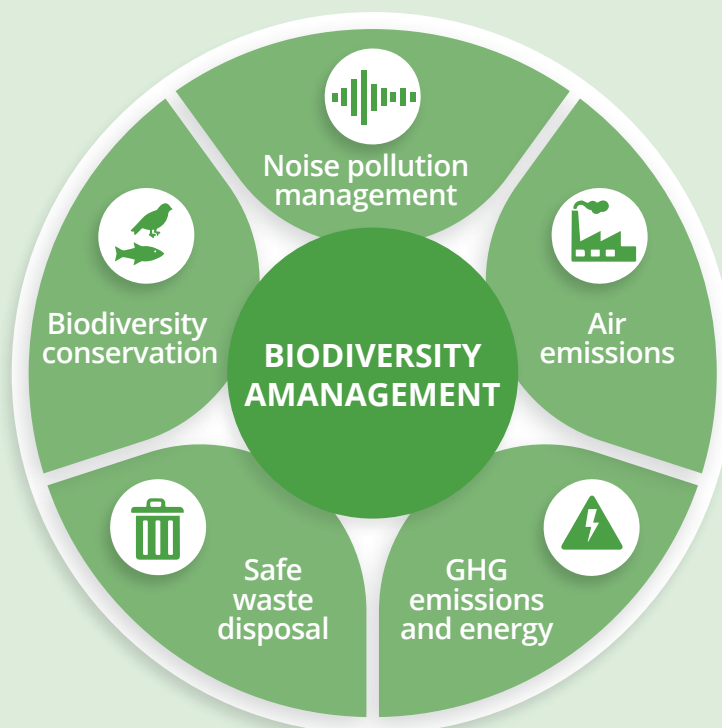 Noise pollution
management
Biodiversity
conservation
Air
emissions
BIODIVERSITY
AMANAGEMENT
Safe
waste
disposal
GHG
emissions
and energy